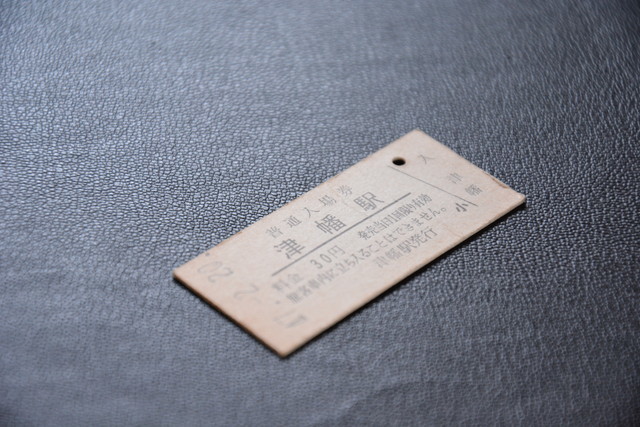 普通入場券
津幡駅
料金 30円 発売当日1回限り有効
旅客車内に立ち入ることはできません。
津幡駅発行
入
津
幡
小